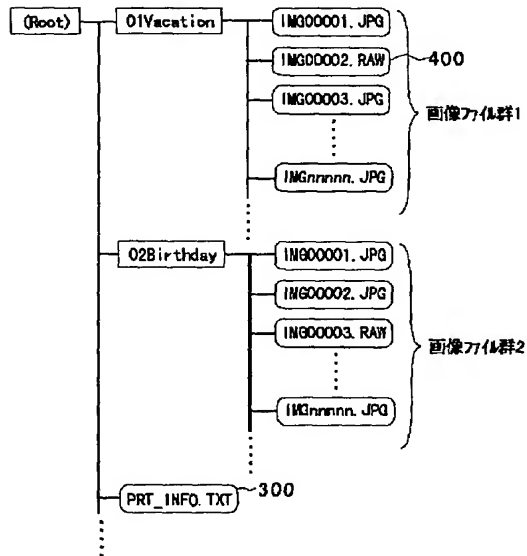 (Root)
01Vacation
IMG00001.JPG
IMG00002.RAW
400
IMG00003.JPG
画像ファイル群1
IMGnnnnn.JPG
02Birthday
IMG00001.JPG
IMG00002.JPG
IMG00003.RAW
画像ファイル群2
IMGnnnnn.JPG
PRT_INFO.TXT
300